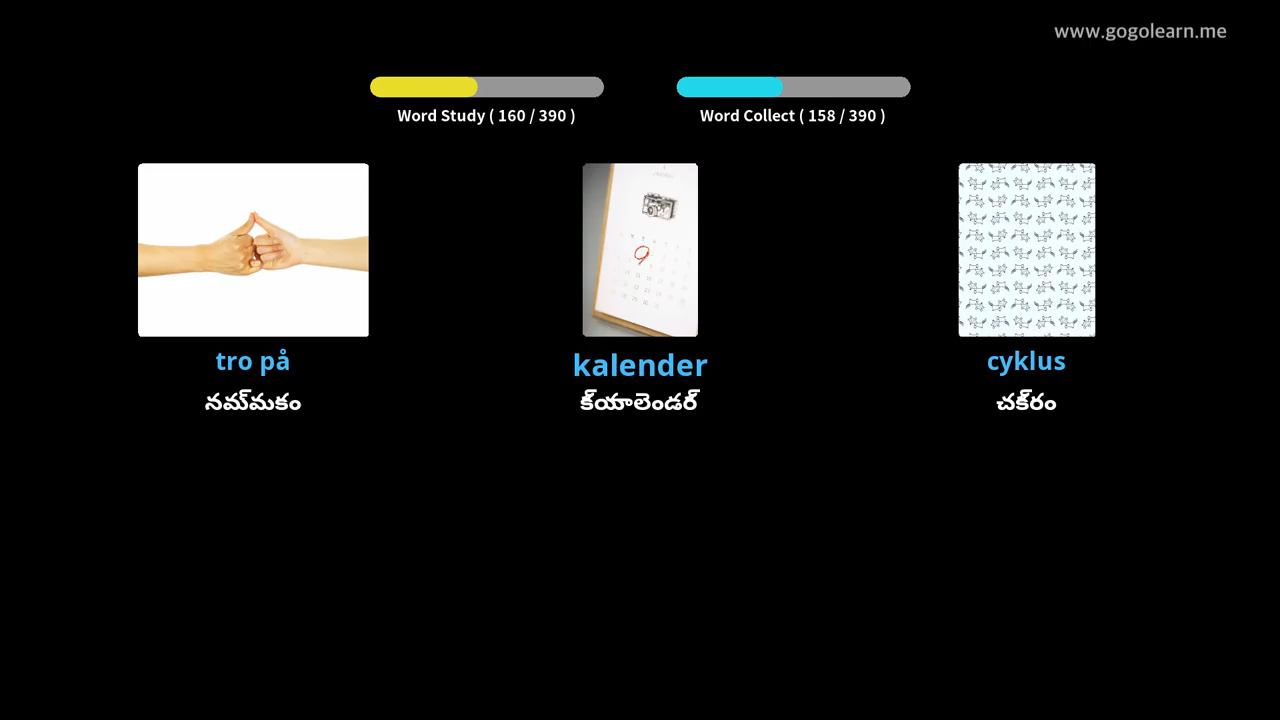 www.gogolearn.me
Word Study ( 160 / 390 )
Word Collect ( 158 / 390 )
9
tro på
kalender
cyklus
నమ్మకం
క్యాలెండర్
చక్రం